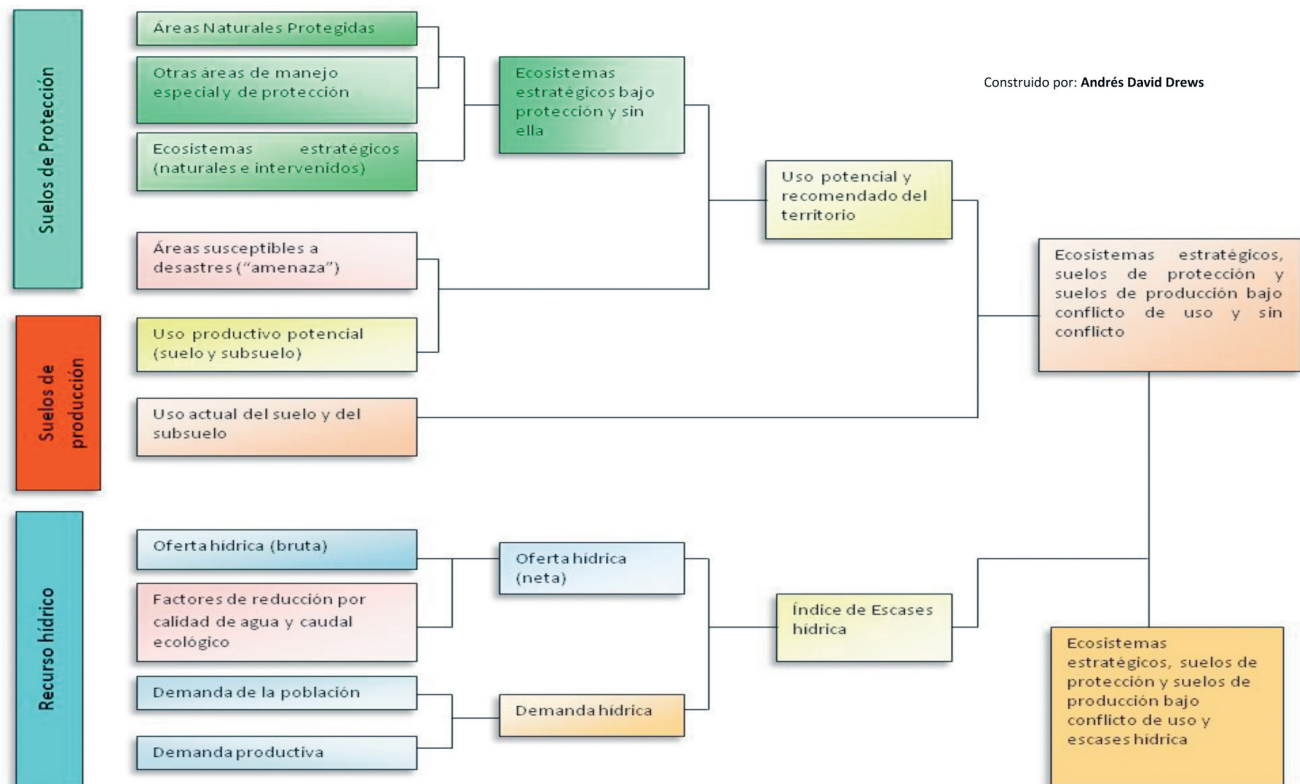 Suelos de Protección
Áreas Naturales Protegidas
Otras áreas de manejo
especial y de protección
Ecosistemas estratégicos
(naturales e intervenidos)
Áreas susceptibles a
desastres (“amenaza”)
Ecosistemas
estratégicos bajo
protección y sin
ella
Construido por: Andrés David Drews
Uso potencial y
recomendado del
territorio
Ecosistemas estratégicos,
suelos de protección y
suelos de producción bajo
conflicto de uso y sin
conflicto
Suelos de
producción
Uso productivo potencial
(suelo y subsuelo)
Uso actual del suelo y del
subsuelo
Recurso hídrico
Oferta hídrica (bruta)
Factores de reducción por
calidad de agua y caudal
ecológico
Demanda de la población
Demanda productiva
Oferta hídrica
(neta)
Demanda hídrica
Índice de Escases
hídrica
Ecosistemas
estratégicos, suelos de
protección y suelos de
producción bajo
conflicto de uso y
escases hídrica